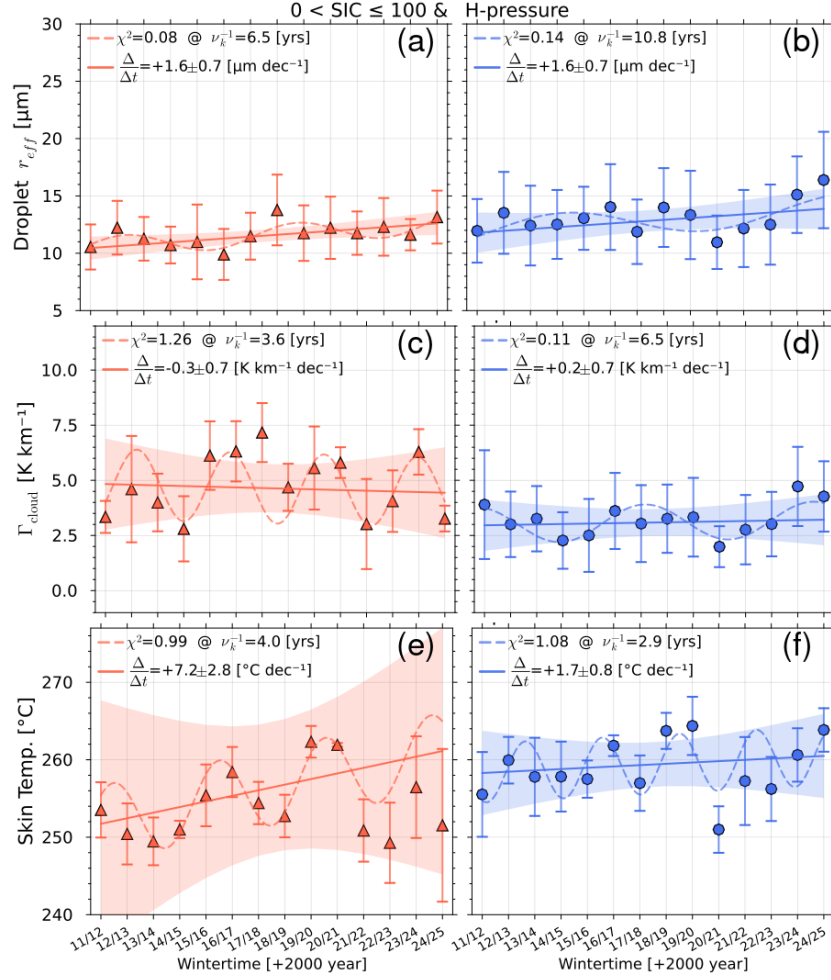 0 < SIC ≤ 100 & H-pressure
(a)
χ²=0.08 @ ν_k⁻¹=6.5 [yrs]
Δ/Δt=+1.6±0.7 [µm dec⁻¹]
Droplet r_eff [µm]
30
25
20
15
10
5
(b)
χ²=0.14 @ ν_k⁻¹=10.8 [yrs]
Δ/Δt=+1.6±0.7 [µm dec⁻¹]
(c)
χ²=1.26 @ ν_k⁻¹=3.6 [yrs]
Δ/Δt=-0.3±0.7 [K km⁻¹ dec⁻¹]
Γ_cloud [K km⁻¹]
10.0
7.5
5.0
2.5
0.0
(d)
χ²=0.11 @ ν_k⁻¹=6.5 [yrs]
Δ/Δt=+0.2±0.7 [K km⁻¹ dec⁻¹]
(e)
χ²=0.99 @ ν_k⁻¹=4.0 [yrs]
Δ/Δt=+7.2±2.8 [°C dec⁻¹]
Skin Temp. [°C]
270
260
250
240
11/12 12/13 13/14 14/15 15/16 16/17 17/18 18/19 19/20 20/21 21/22 22/23 23/24 24/25
Wintertime [+2000 year]
(f)
χ²=1.08 @ ν_k⁻¹=2.9 [yrs]
Δ/Δt=+1.7±0.8 [°C dec⁻¹]
11/12 12/13 13/14 14/15 15/16 16/17 17/18 18/19 19/20 20/21 21/22 22/23 23/24 24/25
Wintertime [+2000 year]